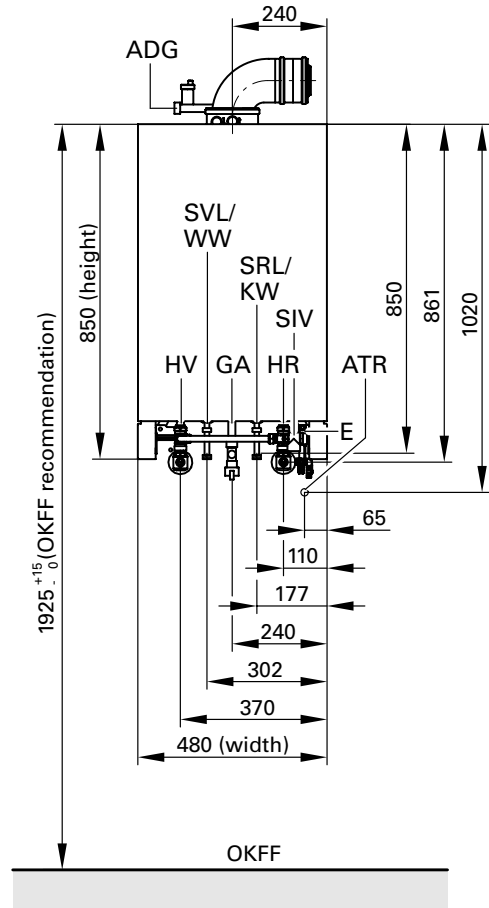 240
ADG
SVL/
WW
SRL/
KW
SIV
HV
GA
HR
ATR
E
850 (height)
850
861
1020
1925 +15 - 0 (OKFF recommendation)
65
110
177
240
302
370
480 (width)
OKFF